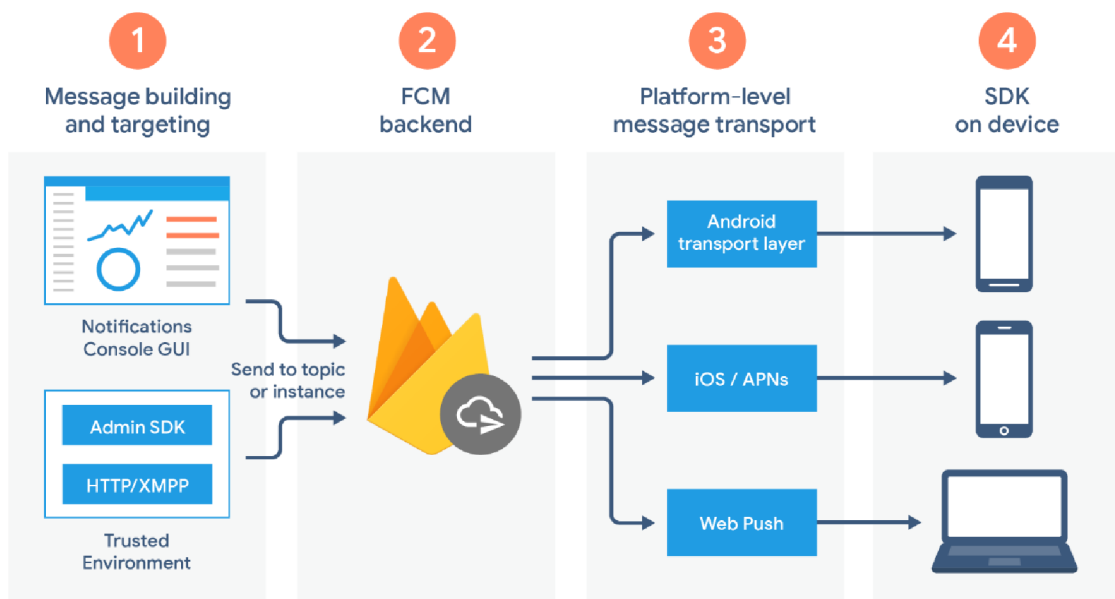 1
Message building
and targeting
2
FCM
backend
3
Platform-level
message transport
4
SDK
on device
Notifications
Console GUI
Send to topic
or instance
Admin SDK
HTTP/XMPP
Trusted
Environment
Android
transport layer
iOS / APNs
Web Push